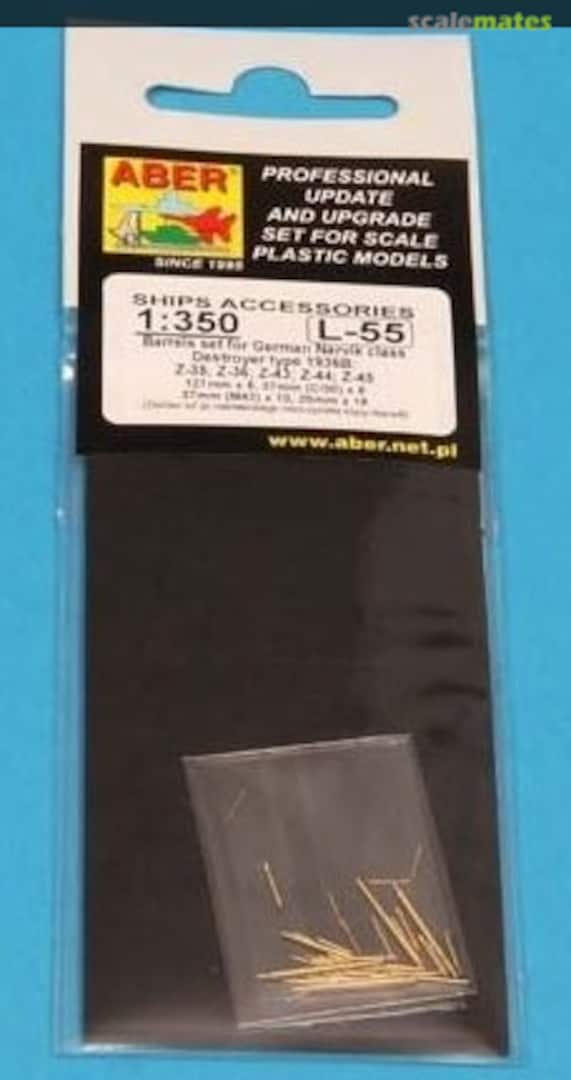 scalemates
ABER
SINCE 1995
PROFESSIONAL
UPDATE
AND UPGRADE
SET FOR SCALE
PLASTIC MODELS
SHIPS ACCESSORIES
1:350 L-55
Barrels set for German Narvik class
Destroyer type 1936B
Z-35, Z-36, Z-43, Z-44, Z-45
www.aber.net.pl